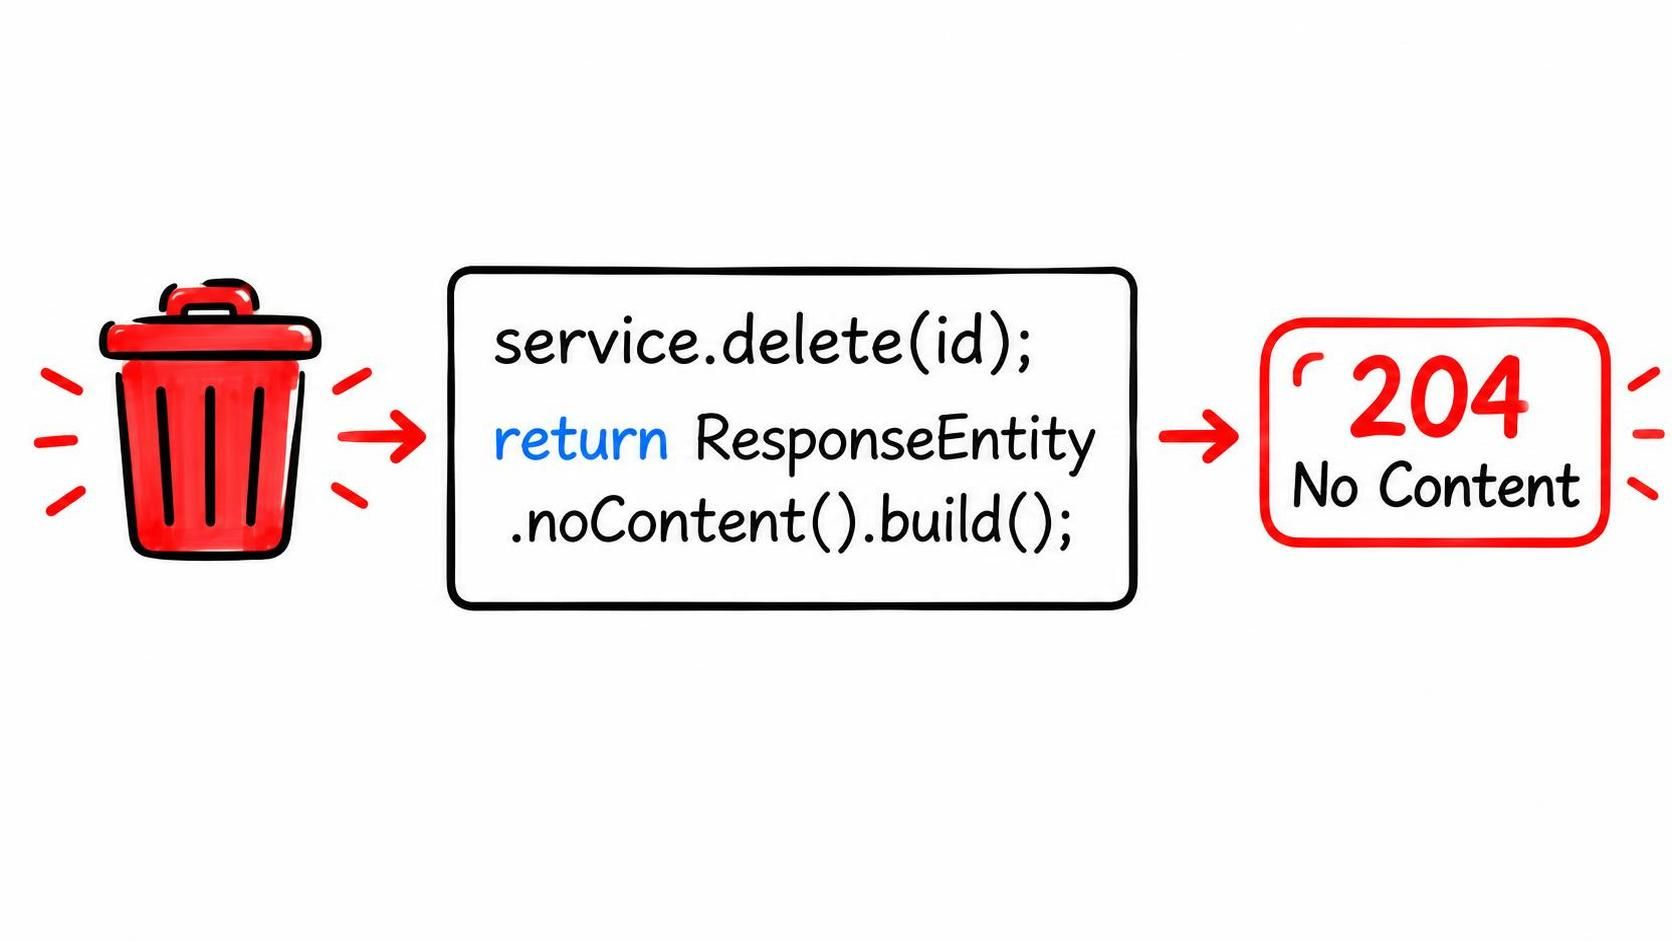 service.delete(id);
return ResponseEntity
.noContent().build();
204
No Content